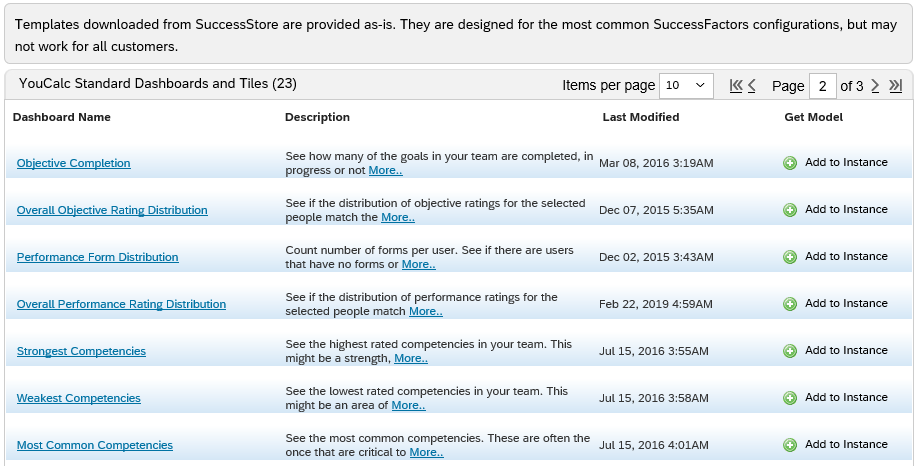 Templates downloaded from SuccessStore are provided as-is. They are designed for the most common SuccessFactors configurations, but may
not work for all customers.
YouCalc Standard Dashboards and Tiles (23) Items per page 10 Page 2 of 3
Dashboard Name Description Last Modified Get Model
Objective Completion See how many of the goals in your team are completed, in Mar 08, 2016 3:19AM Add to Instance
progress or not More..
Overall Objective Rating Distribution See if the distribution of objective ratings for the selected Dec 07, 2015 5:35AM Add to Instance
people match the More..
Performance Form Distribution Count number of forms per user. See if there are users Dec 02, 2015 3:43AM Add to Instance
that have no forms or More..
Overall Performance Rating Distribution See if the distribution of performance ratings for the Feb 22, 2019 4:59AM Add to Instance
selected people match More..
Strongest Competencies See the highest rated competencies in your team. This Jul 15, 2016 3:55AM Add to Instance
might be a strength, More..
Weakest Competencies See the lowest rated competencies in your team. This Jul 15, 2016 3:58AM Add to Instance
might be an area of More..
Most Common Competencies See the most common competencies. These are often the Jul 15, 2016 4:01AM Add to Instance
once that are critical to More..